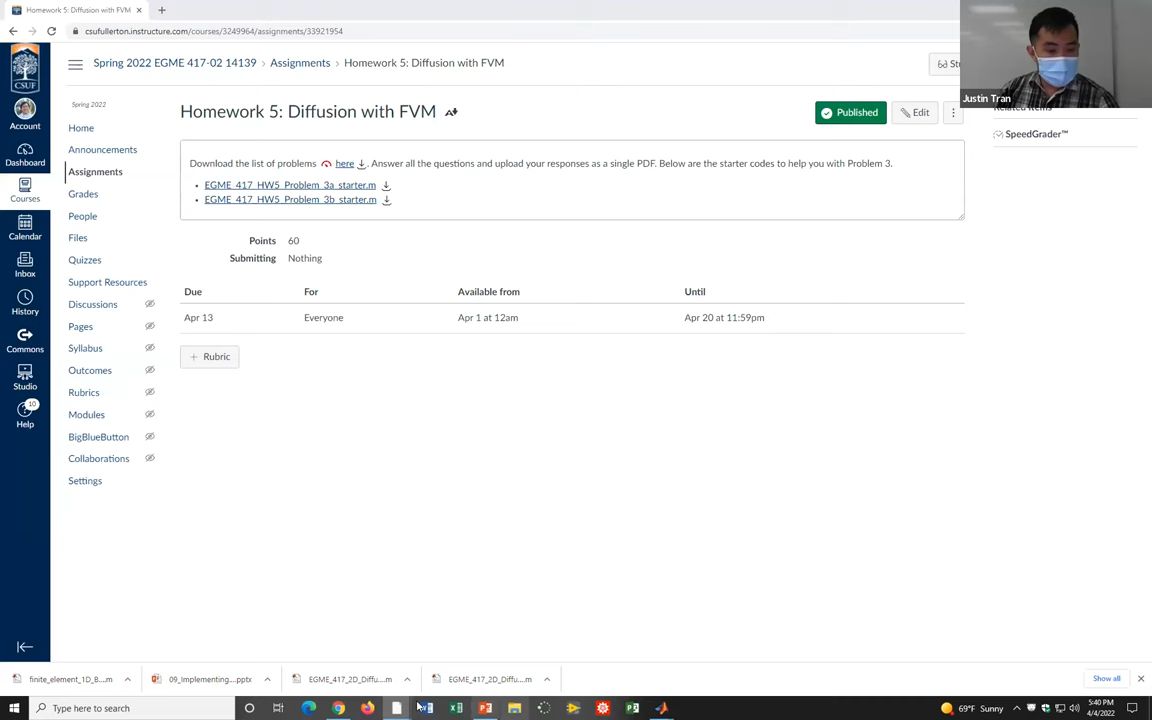 Homework 5: Diffusion with FVM
csufullerton.instructure.com/courses/3249964/assignments/33921954
CSUF
Account
Dashboard
Courses
Calendar
Inbox
History
Commons
Studio
10
Help
Spring 2022 EGME 417-02 14139 > Assignments > Homework 5: Diffusion with FVM
Spring 2022
Home
Announcements
Assignments
Grades
People
Files
Quizzes
Support Resources
Discussions
Pages
Syllabus
Outcomes
Rubrics
Modules
BigBlueButton
Collaborations
Settings
Homework 5: Diffusion with FVM
Published
Edit
Download the list of problems here. Answer all the questions and upload your responses as a single PDF. Below are the starter codes to help you with Problem 3.
EGME_417_HW5_Problem_3a_starter.m
EGME_417_HW5_Problem_3b_starter.m
Points 60
Submitting Nothing
Due For Available from Until
Apr 13 Everyone Apr 1 at 12am Apr 20 at 11:59pm
+ Rubric
Justin Tran
Related Items
SpeedGrader™
finite_element_1D_B....m
09_Implementing....pptx
EGME_417_2D_Diffu....m
EGME_417_2D_Diffu....m
Show all
Type here to search
69°F Sunny
5:40 PM
4/4/2022